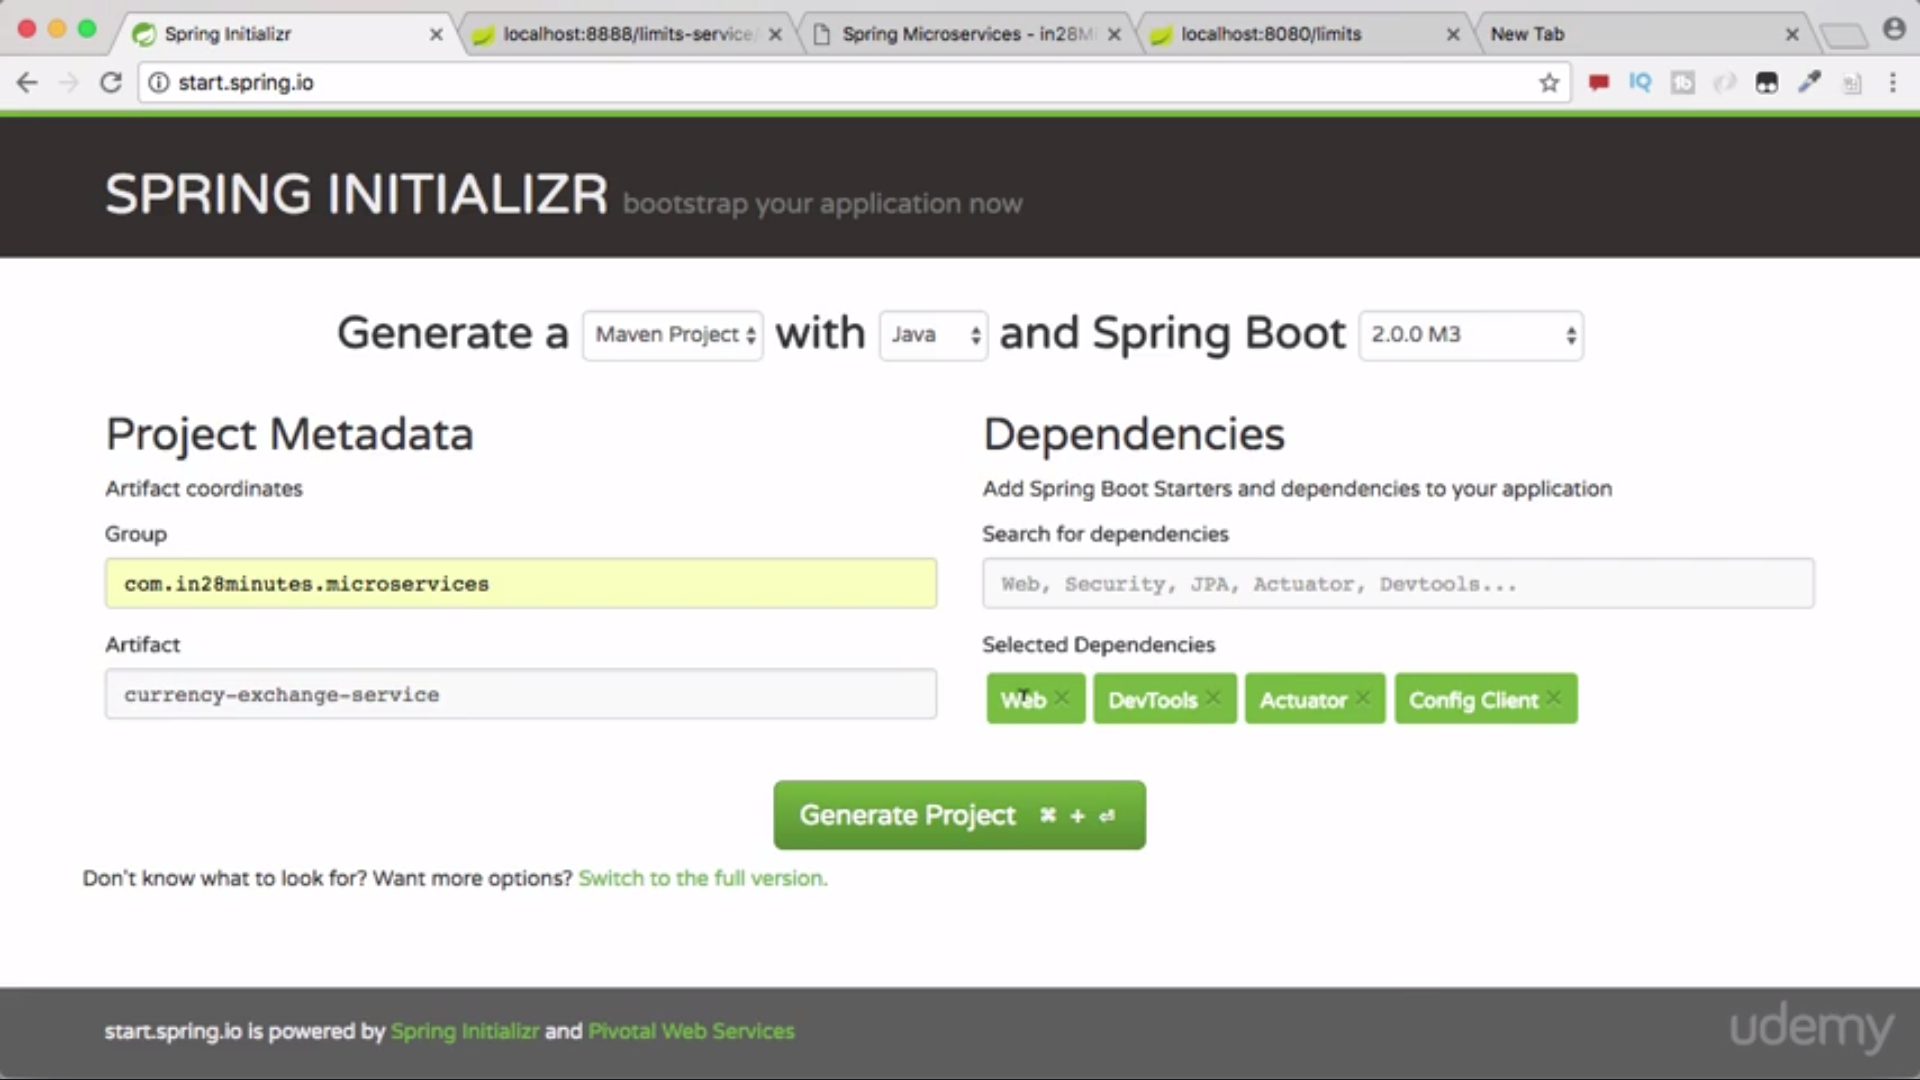 Spring Initializr
localhost:8888/limits-service/
Spring Microservices - in28Mi
localhost:8080/limits
New Tab
start.spring.io
IQ
SPRING INITIALIZR bootstrap your application now
Generate a Maven Project with Java and Spring Boot 2.0.0 M3
Project Metadata
Artifact coordinates
Group
com.in28minutes.microservices
Artifact
currency-exchange-service
Dependencies
Add Spring Boot Starters and dependencies to your application
Search for dependencies
Web, Security, JPA, Actuator, Devtools...
Selected Dependencies
Web DevTools Actuator Config Client
Generate Project ⌘ + ⏎
Don't know what to look for? Want more options? Switch to the full version.
start.spring.io is powered by Spring Initializr and Pivotal Web Services
udemy